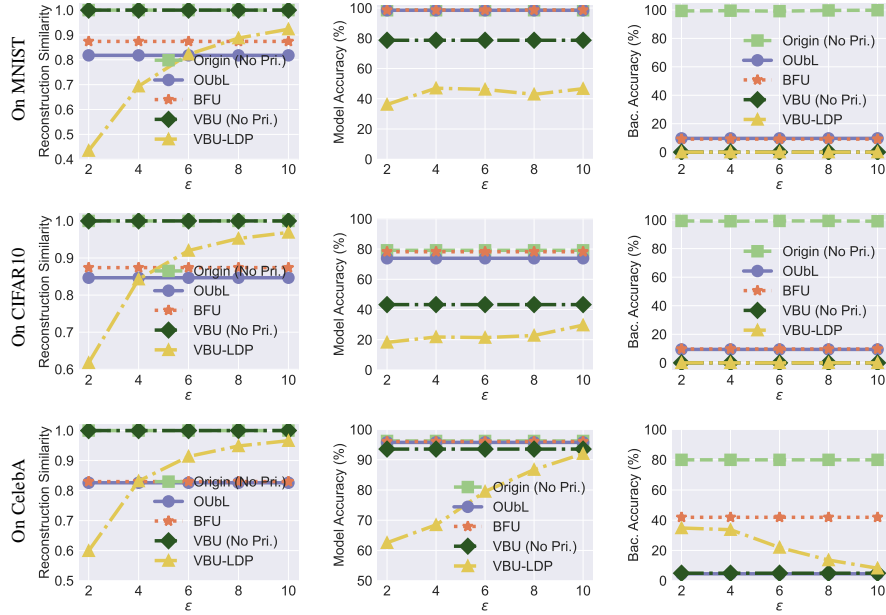 On MNIST
Reconstruction Similarity
1.0
0.9
0.8
0.7
0.6
0.5
0.4
2 4 6 8 10
ε
Origin (No Pri.)
OUbL
BFU
VBU (No Pri.)
VBU-LDP
Model Accuracy (%)
100
80
60
40
20
0
2 4 6 8 10
ε
Bac. Accuracy (%)
100
80
60
40
20
0
2 4 6 8 10
ε
Origin (No Pri.)
OUbL
BFU
VBU (No Pri.)
VBU-LDP
On CIFAR10
Reconstruction Similarity
1.0
0.9
0.8
0.7
0.6
2 4 6 8 10
ε
Origin (No Pri.)
OUbL
BFU
VBU (No Pri.)
VBU-LDP
Model Accuracy (%)
100
80
60
40
20
0
2 4 6 8 10
ε
Bac. Accuracy (%)
100
80
60
40
20
0
2 4 6 8 10
ε
Origin (No Pri.)
OUbL
BFU
VBU (No Pri.)
VBU-LDP
On CelebA
Reconstruction Similarity
1.0
0.9
0.8
0.7
0.6
0.5
2 4 6 8 10
ε
Origin (No Pri.)
OUbL
BFU
VBU (No Pri.)
VBU-LDP
Model Accuracy (%)
100
90
80
70
60
50
2 4 6 8 10
ε
Origin (No Pri.)
OUbL
BFU
VBU (No Pri.)
VBU-LDP
Bac. Accuracy (%)
100
80
60
40
20
0
2 4 6 8 10
ε